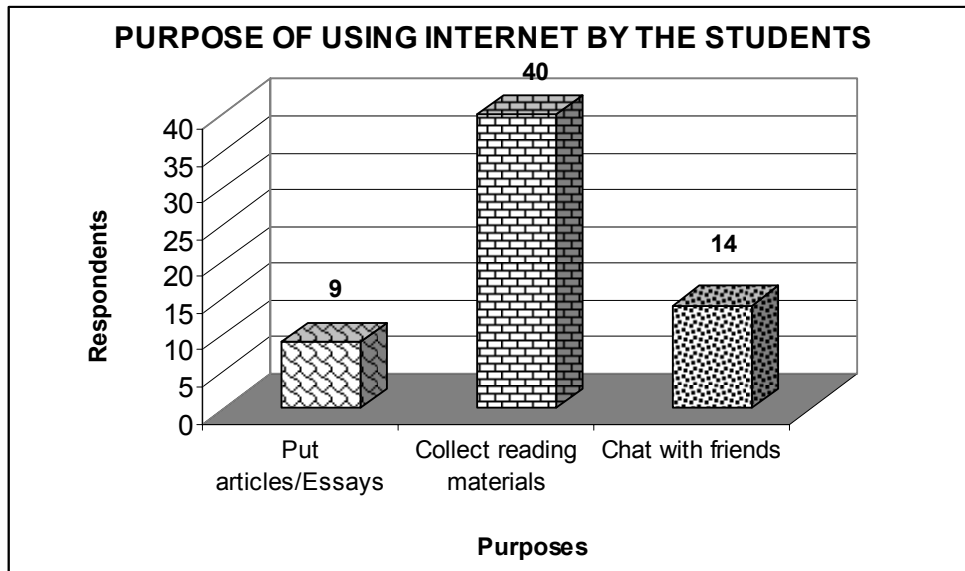 PURPOSE OF USING INTERNET BY THE STUDENTS
40
40
35
30
25
20
15
10
5
0
9
14
Respondents
Put
articles/Essays
Collect reading
materials
Chat with friends
Purposes